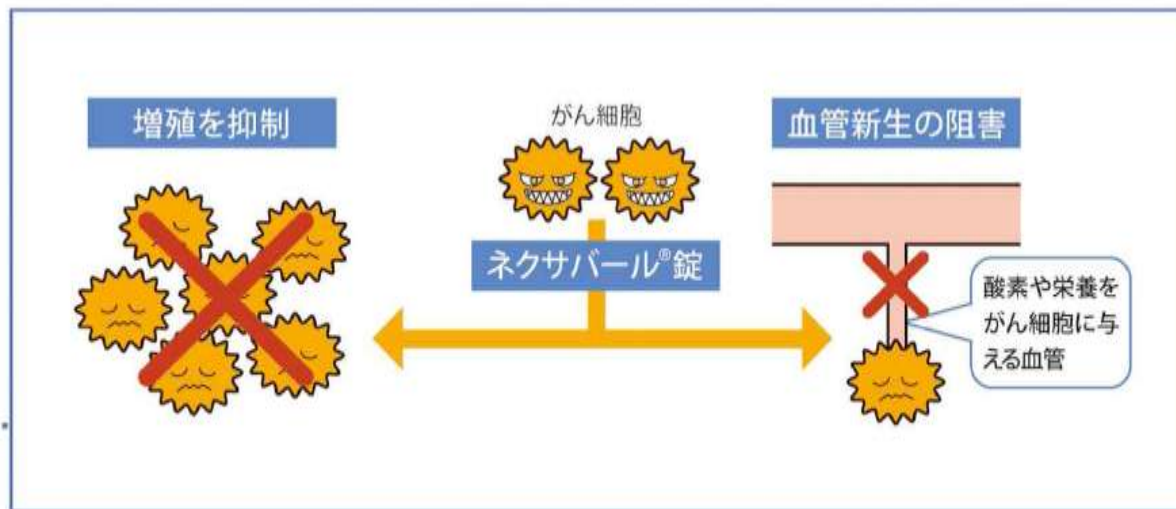 増殖を抑制
がん細胞
ネクサバール®錠
血管新生の阻害
酸素や栄養を
がん細胞に与
える血管